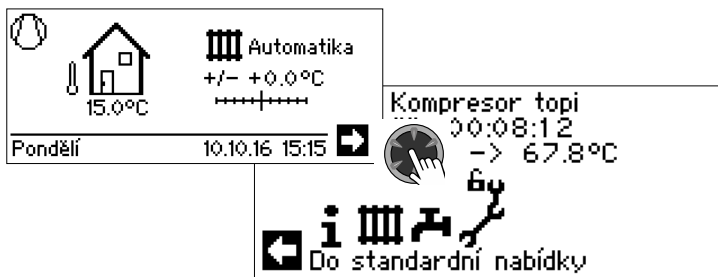 Automatika
+/- +0.0°C
15.0°C
Pondělí 10.10.16 15:15
Kompresor topi
00:08:12
-> 67.8°C
Do standardní nabídky